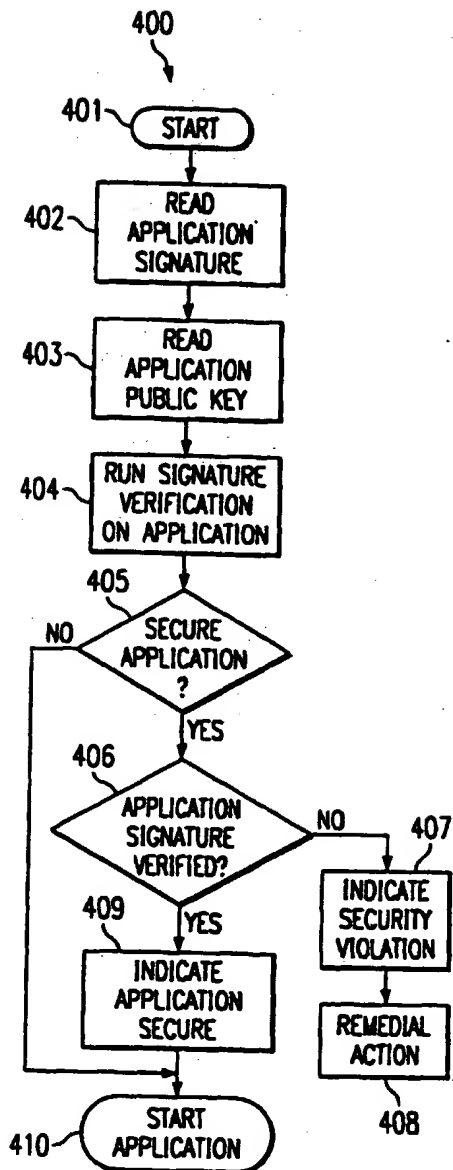 400
401
START
402
READ
APPLICATION
SIGNATURE
403
READ
APPLICATION
PUBLIC KEY
404
RUN SIGNATURE
VERIFICATION
ON APPLICATION
405
NO
SECURE
APPLICATION
?
YES
406
APPLICATION
SIGNATURE
VERIFIED?
NO
407
INDICATE
SECURITY
VIOLATION
409
YES
INDICATE
APPLICATION
SECURE
REMEDIAL
ACTION
408
410
START
APPLICATION